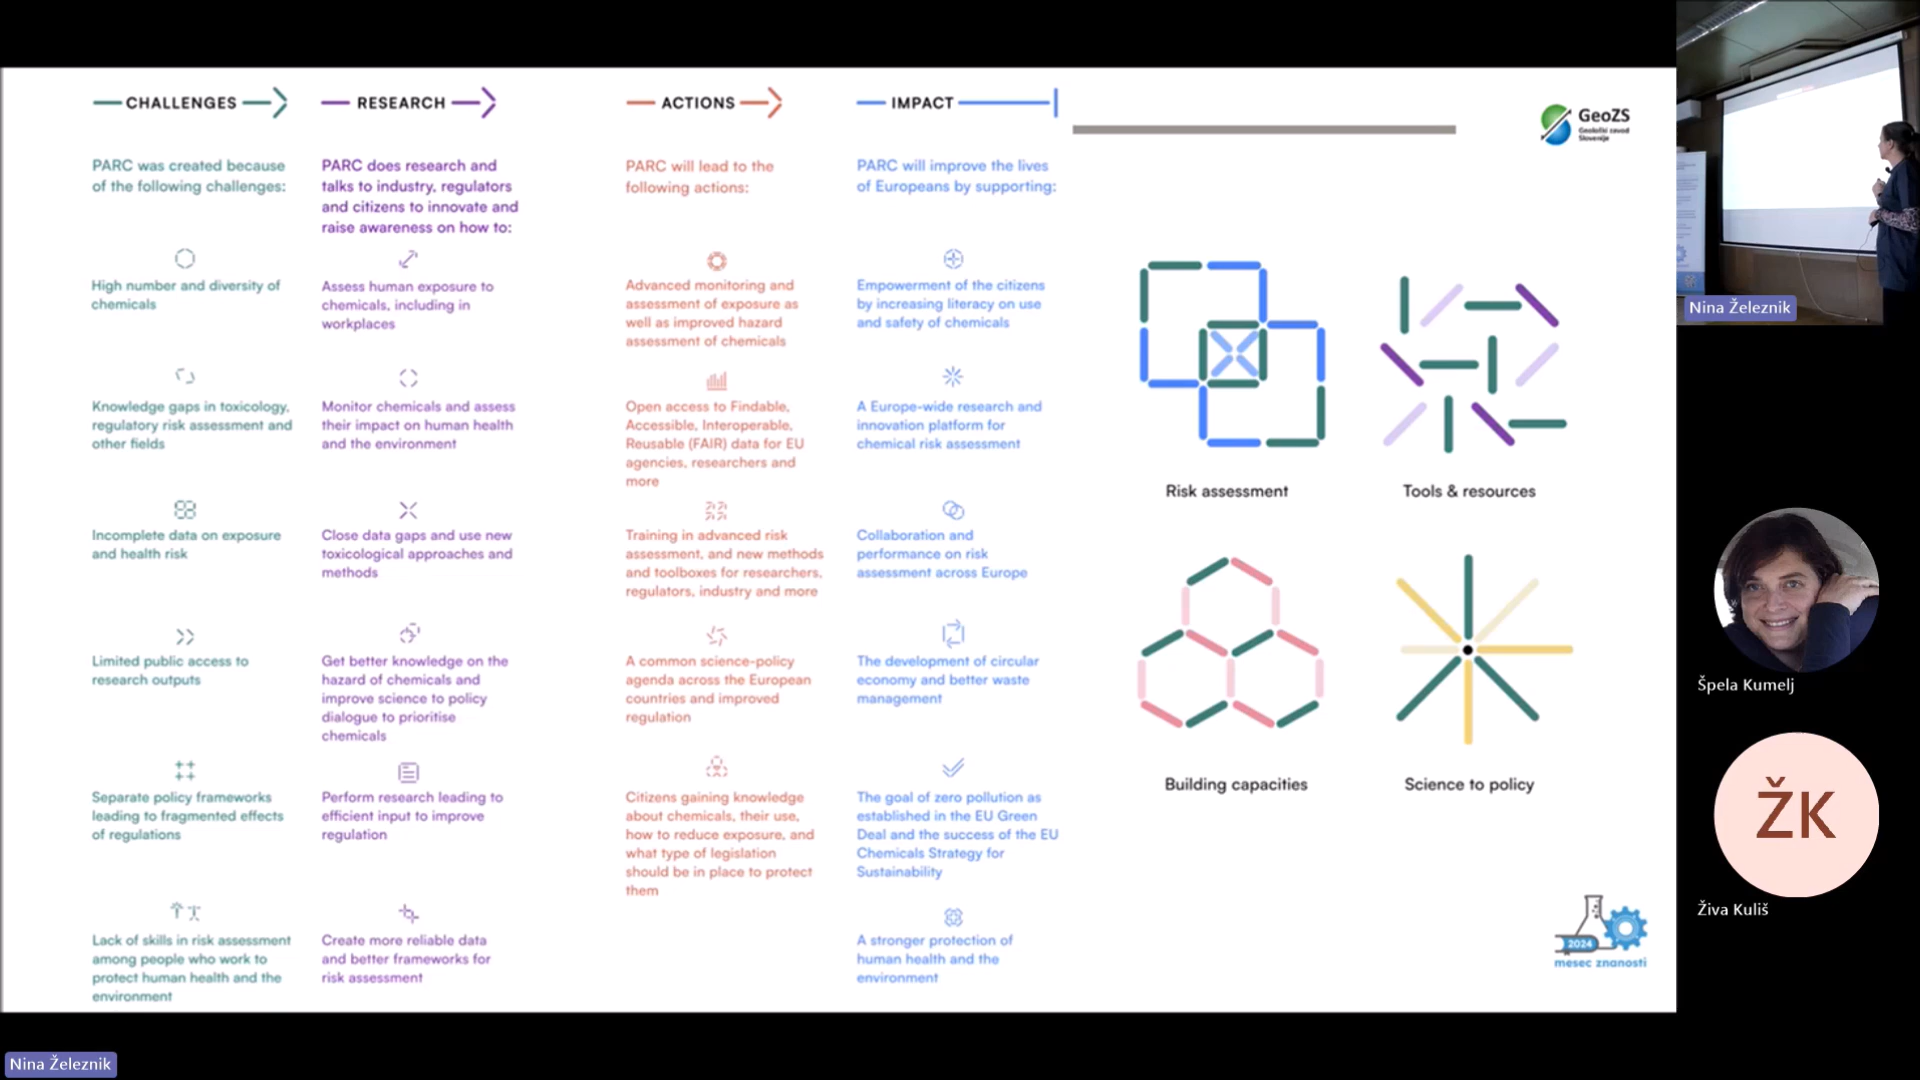 CHALLENGES
PARC was created because
of the following challenges:
High number and diversity of
chemicals
Knowledge gaps in toxicology,
regulatory risk assessment and
other fields
Incomplete data on exposure
and health risk
Limited public access to
research outputs
Separate policy frameworks
leading to fragmented effects
of regulations
Lack of skills in risk assessment
among people who work to
protect human health and the
environment
RESEARCH
PARC does research and
talks to industry, regulators
and citizens to innovate and
raise awareness on how to:
Assess human exposure to
chemicals, including in
workplaces
Monitor chemicals and assess
their impact on human health
and the environment
Close data gaps and use new
toxicological approaches and
methods
Get better knowledge on the
hazard of chemicals and
improve science to policy
dialogue to prioritise
chemicals
Perform research leading to
efficient input to improve
regulation
Create more reliable data
and better frameworks for
risk assessment
ACTIONS
PARC will lead to the
following actions:
Advanced monitoring and
assessment of exposure as
well as improved hazard
assessment of chemicals
Open access to Findable,
Accessible, Interoperable,
Reusable (FAIR) data for EU
agencies, researchers and
more
Training in advanced risk
assessment, and new methods
and toolboxes for researchers,
regulators, industry and more
A common science-policy
agenda across the European
countries and improved
regulation
Citizens gaining knowledge
about chemicals, their use,
how to reduce exposure, and
what type of legislation
should be in place to protect
them
IMPACT
PARC will improve the lives
of Europeans by supporting:
Empowerment of the citizens
by increasing literacy on use
and safety of chemicals
A Europe-wide research and
innovation platform for
chemical risk assessment
Collaboration and
performance on risk
assessment across Europe
The development of circular
economy and better waste
management
The goal of zero pollution as
established in the EU Green
Deal and the success of the EU
Chemicals Strategy for
Sustainability
A stronger protection of
human health and the
environment
GeoZS
Geološki zavod
Slovenije
Risk assessment
Tools & resources
Building capacities
Science to policy
2024
mesec znanosti
Nina Železnik
Špela Kumelj
ŽK
Živa Kuliš
Nina Železnik